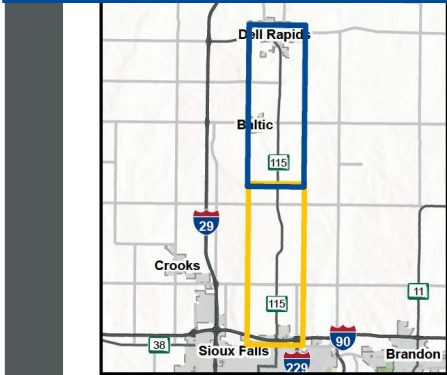 Dell Rapids
Baltic
115
29
Crooks
11
115
38
Sioux Falls
90
229
Brandon